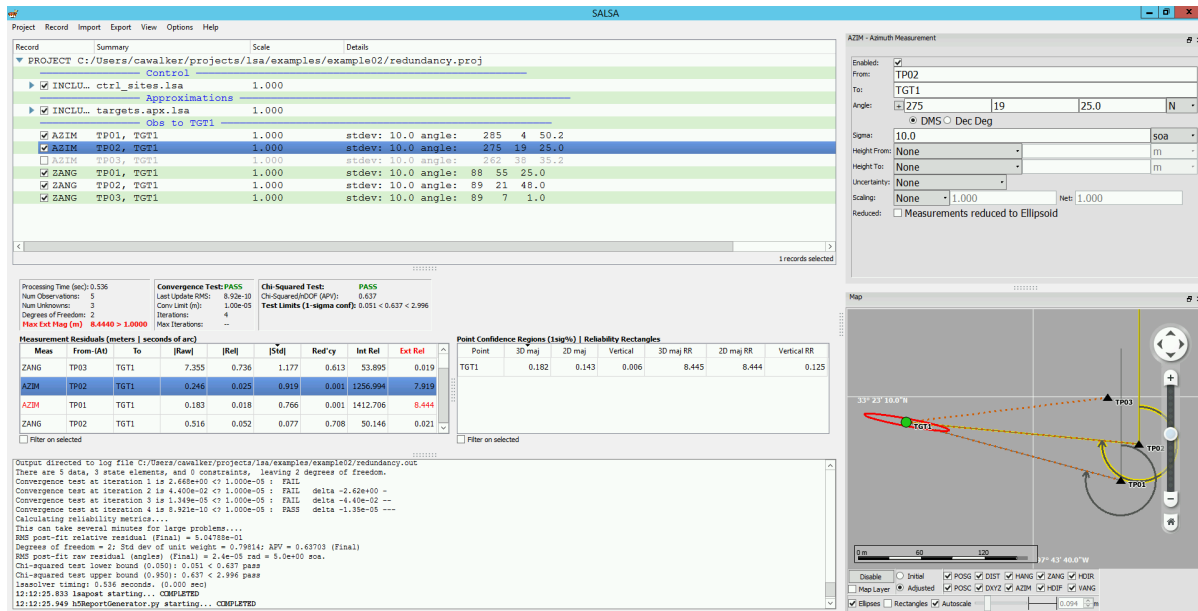 SALSA
Project Record Import Export View Options Help
Record Summary Scale Details
PROJECT C:/Users/cawalker/projects/lsa/examples/example02/redundancy.proj
Control
INCLU... ctrl_sites.lsa 1.000
Approximations
INCLU... targets.apx.lsa 1.000
Obs to TGT1
AZIM TP01, TGT1 1.000 stdev: 10.0 angle: 285 4 50.2
AZIM TP02, TGT1 1.000 stdev: 10.0 angle: 275 19 25.0
AZIM TP03, TGT1 1.000 stdev: 10.0 angle: 262 38 35.2
ZANG TP01, TGT1 1.000 stdev: 10.0 angle: 88 55 25.0
ZANG TP02, TGT1 1.000 stdev: 10.0 angle: 89 21 48.0
ZANG TP03, TGT1 1.000 stdev: 10.0 angle: 89 7 1.0
1 records selected
Processing Time (sec): 0.536
Num Observations: 5
Num Unknowns: 3
Degrees of Freedom: 2
Max Ext Mag (m) 8.4440 > 1.0000
Convergence Test: PASS
Last Update RMS: 8.92e-10
Conv Limit (m): 1.00e-05
Iterations: 4
Max Iterations: --
Chi-Squared Test: PASS
Chi-Squared/nDOF (APV): 0.637
Test Limits (1-sigma conf): 0.051 < 0.637 < 2.996
Measurement Residuals (meters | seconds of arc)
Meas From-(At) To |Raw| |Rel| |Std| Red'cy Int Rel Ext Rel
ZANG TP03 TGT1 7.355 0.736 1.177 0.613 53.895 0.019
AZIM TP02 TGT1 0.246 0.025 0.919 0.001 1256.994 7.919
AZIM TP01 TGT1 0.183 0.018 0.766 0.001 1412.706 8.444
ZANG TP02 TGT1 0.516 0.052 0.077 0.708 50.146 0.021
Filter on selected
Point Confidence Regions (1sig%) | Reliability Rectangles
Point 3D maj 2D maj Vertical 3D maj RR 2D maj RR Vertical RR
TGT1 0.182 0.143 0.006 8.445 8.444 0.125
Filter on selected
Output directed to log file C:/Users/cawalker/projects/lsa/examples/example02/redundancy.out
There are 5 data, 3 state elements, and 0 constraints, leaving 2 degrees of freedom.
Convergence test at iteration 1 is 2.668e+00 <? 1.000e-05 : FAIL
Convergence test at iteration 2 is 4.400e-02 <? 1.000e-05 : FAIL delta -2.62e+00 -
Convergence test at iteration 3 is 1.349e-05 <? 1.000e-05 : FAIL delta -4.40e-02 --
Convergence test at iteration 4 is 8.921e-10 <? 1.000e-05 : PASS delta -1.35e-05 ---
Calculating reliability metrics....
This can take several minutes for large problems....
RMS post-fit relative residual (Final) = 5.04788e-01
Degrees of freedom = 2; Std dev of unit weight = 0.79814; APV = 0.63703 (Final)
RMS post-fit raw residual (angles) (Final) = 2.4e-05 rad = 5.0e+00 soa.
Chi-squared test lower bound (0.050): 0.051 < 0.637 pass
Chi-squared test upper bound (0.950): 0.637 < 2.996 pass
lsasolver timing: 0.536 seconds. (0.000 sec)
12:12:25.833 lsapost starting... COMPLETED
12:12:25.949 h5ReportGenerator.py starting... COMPLETED
AZIM - Azimuth Measurement
Enabled:
From: TP02
To: TGT1
Angle: + 275 19 25.0 N
DMS Dec Deg
Sigma: 10.0 soa
Height From: None m
Height To: None m
Uncertainty: None
Scaling: None 1.000 Net: 1.000
Reduced: Measurements reduced to Ellipsoid
Map
33° 23' 10.0"N
TP03
TGT1
TP02
TP01
0 m 60 120
97° 43' 40.0"W
Disable Initial POSG DIST HANG ZANG HDIR
Map Layer Adjusted POSC DXYZ AZIM HDIF VANG
Ellipses Rectangles Autoscale 0.094 m